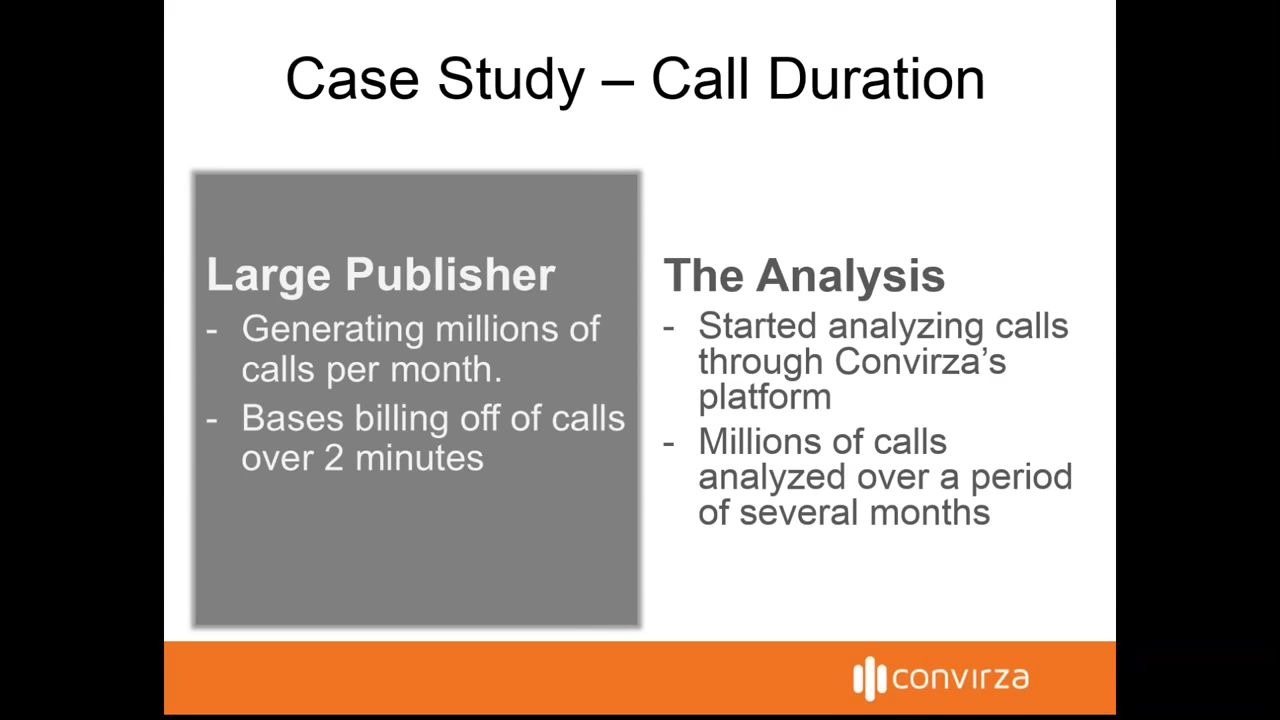 Case Study – Call Duration
Large Publisher
- Generating millions of
calls per month.
- Bases billing off of calls
over 2 minutes
The Analysis
- Started analyzing calls
through Convirza’s
platform
- Millions of calls
analyzed over a period
of several months
convirza